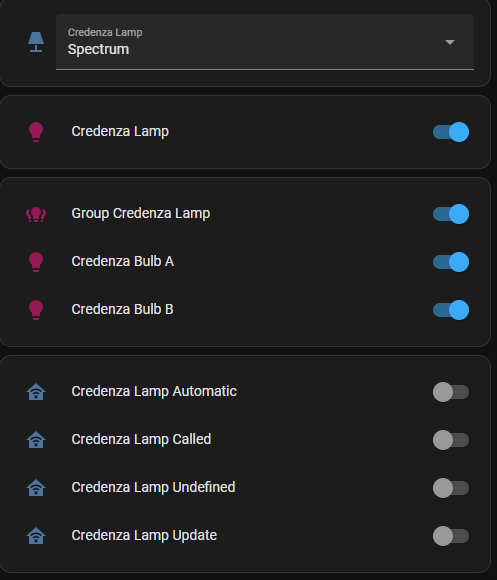 Credenza Lamp
Spectrum
Credenza Lamp
Group Credenza Lamp
Credenza Bulb A
Credenza Bulb B
Credenza Lamp Automatic
Credenza Lamp Called
Credenza Lamp Undefined
Credenza Lamp Update